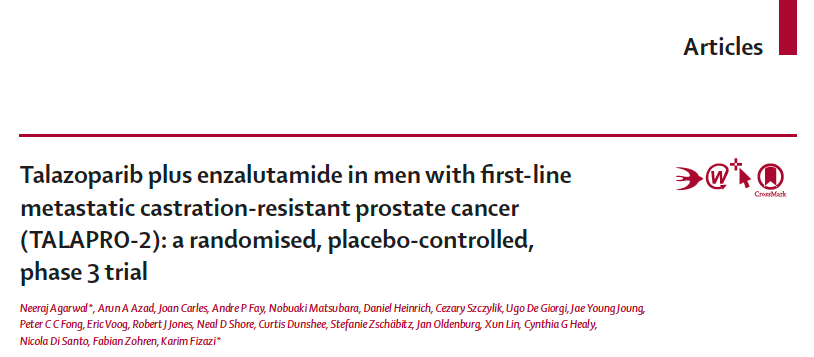 Articles
Talazoparib plus enzalutamide in men with first-line
metastatic castration-resistant prostate cancer
(TALAPRO-2): a randomised, placebo-controlled,
phase 3 trial
W
CrossMark
Neeraj Agarwal*, Arun A Azad, Joan Carles, Andre P Fay, Nobuaki Matsubara, Daniel Heinrich, Cezary Szczylik, Ugo De Giorgi, Jae Young Joung,
Peter C C Fong, Eric Voog, Robert J Jones, Neal D Shore, Curtis Dunshee, Stefanie Zschäbitz, Jan Oldenburg, Xun Lin, Cynthia G Healy,
Nicola Di Santo, Fabian Zohren, Karim Fizazi*